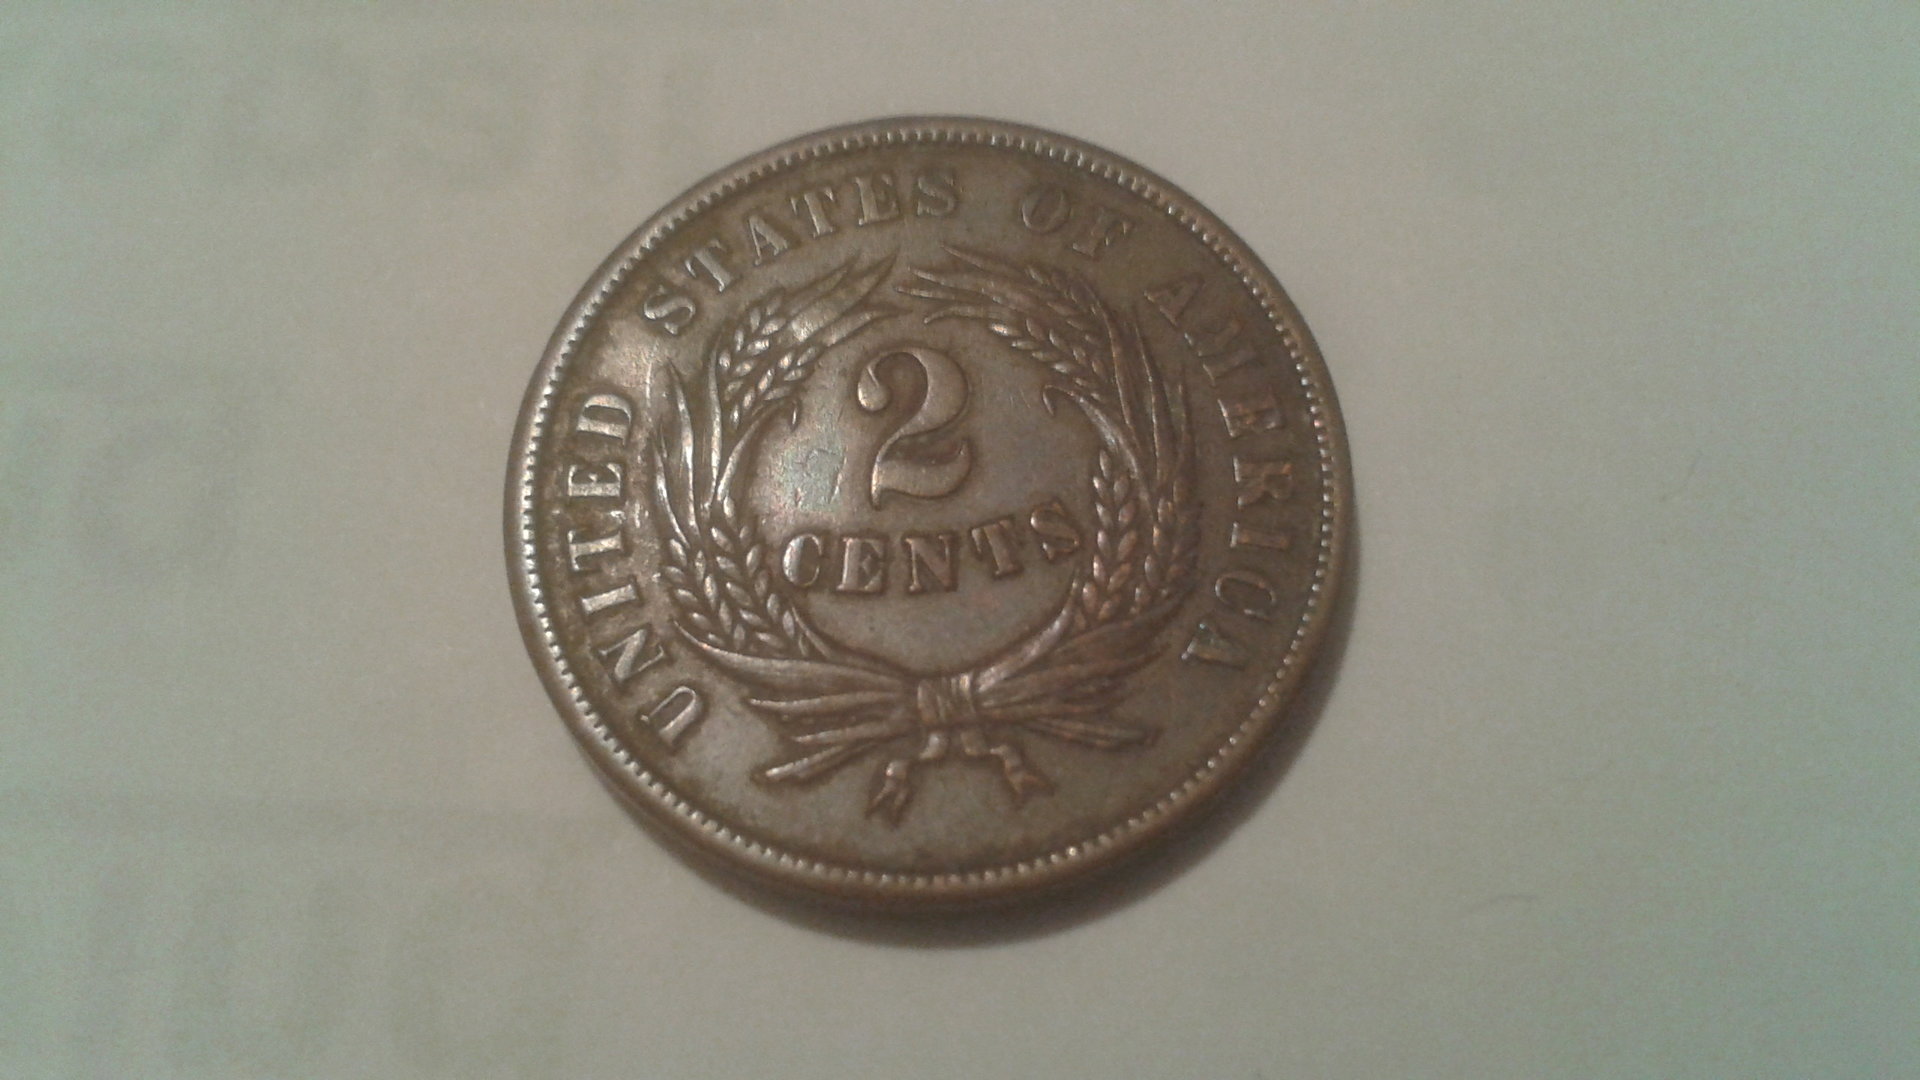 UNITED STATES OF AMERICA
2
CENTS